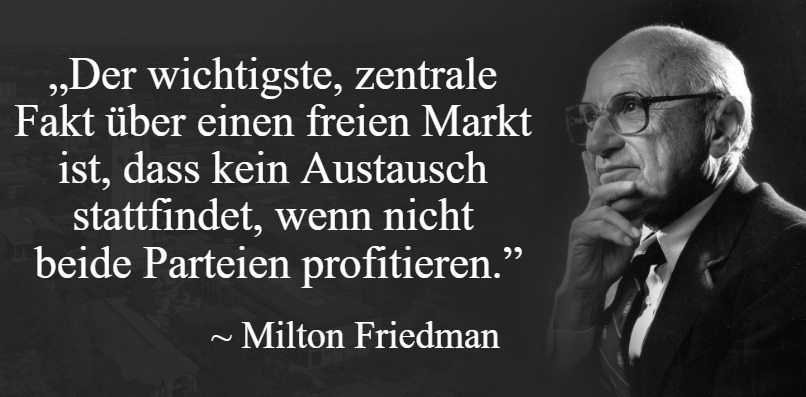 „Der wichtigste, zentrale
Fakt über einen freien Markt
ist, dass kein Austausch
stattfindet, wenn nicht
beide Parteien profitieren.”
~ Milton Friedman